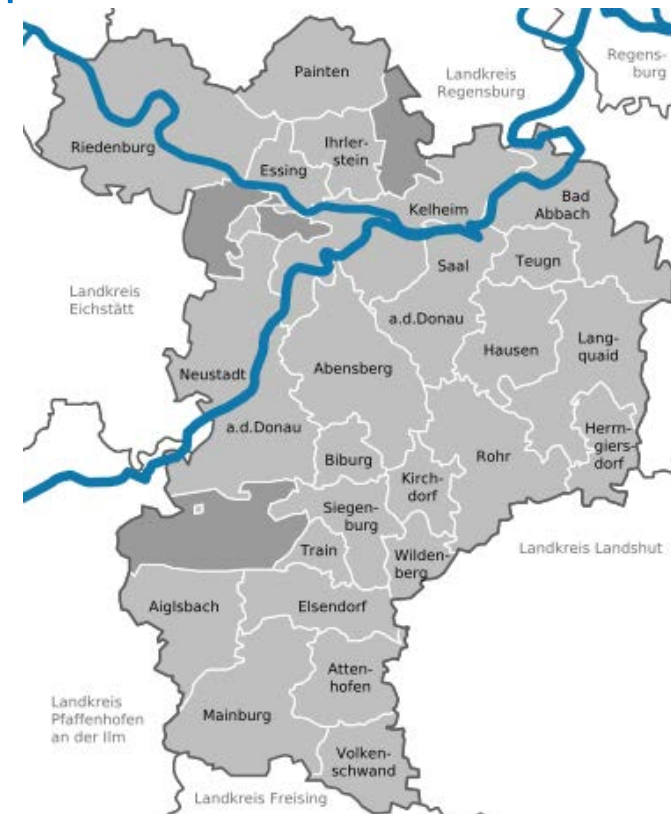 Painten
Landkreis
Regensburg
Regens-
burg
Riedenburg
Ihrler-
stein
Essing
Kelheim
Bad
Abbach
Saal
a.d.Donau
Teugn
Landkreis
Eichstätt
Neustadt
a.d.Donau
Abensberg
Hausen
Lang-
quaid
Herrn-
giers-
dorf
Biburg
Kirch-
dorf
Rohr
Siegen-
burg
Train
Wilden-
berg
Landkreis Landshut
Aiglsbach
Elsendorf
Atten-
hofen
Landkreis
Pfaffenhofen
an der Ilm
Mainburg
Volken-
schwand
Landkreis Freising